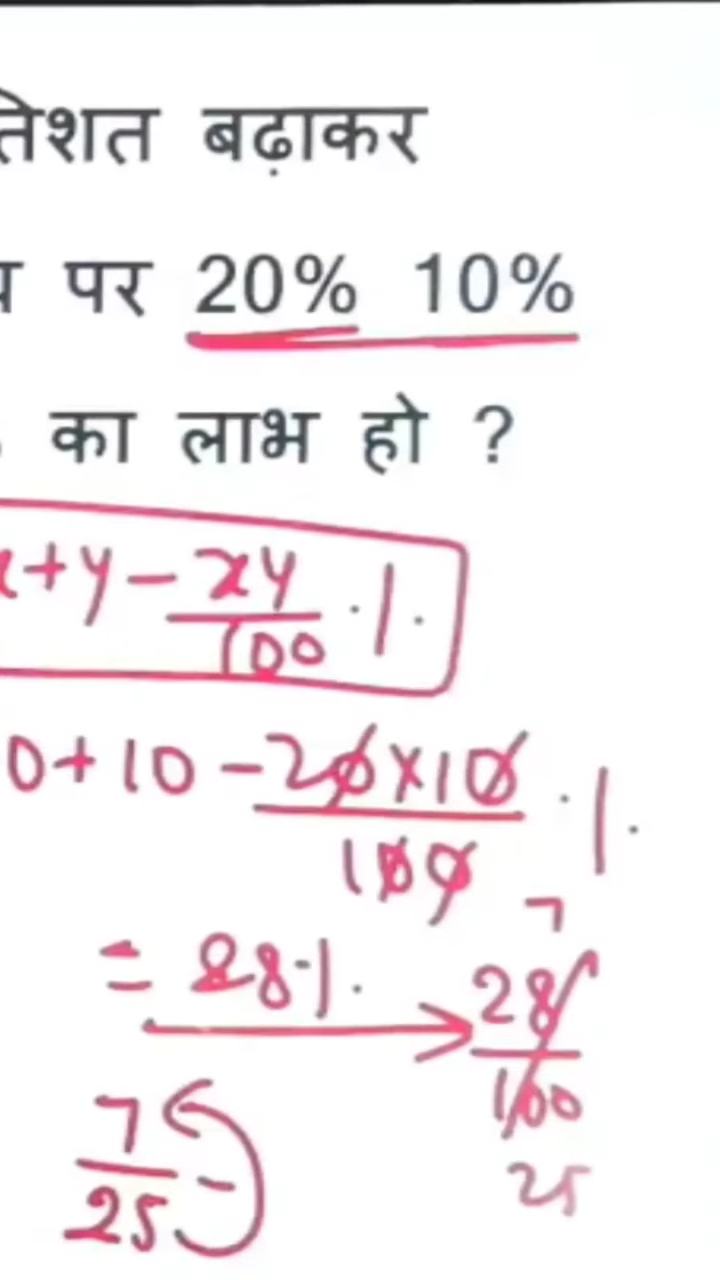 तिशत बढ़ाकर
पर 20% 10%
का लाभ हो ?
x+y-xy/100 %
0+10-20×10/100 %
= 28% → 28/100
7
25
7/25